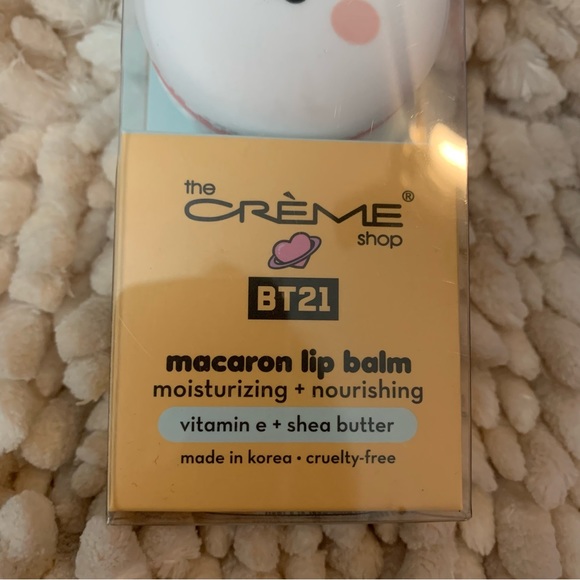 the
CRÈME®
shop
BT21
macaron lip balm
moisturizing + nourishing
vitamin e + shea butter
made in korea • cruelty-free